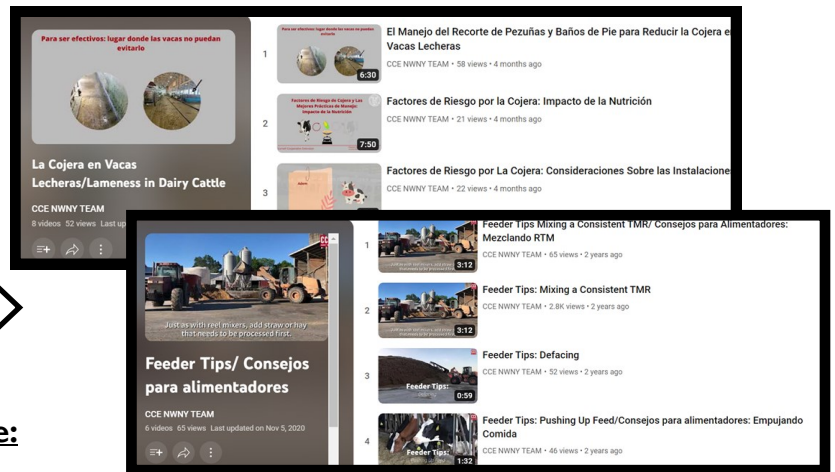 Para ser efectivos: lugar donde las vacas no puedan
evitarlo
La Cojera en Vacas
Lecheras/Lameness in Dairy Cattle
CCE NWNY TEAM
8 videos 52 views Last up
1
6:30
El Manejo del Recorte de Pezuñas y Baños de Pie para Reducir la Cojera e
Vacas Lecheras
CCE NWNY TEAM • 58 views • 4 months ago
2
Factores de Riesgo de Cojera y Las
Mejores Prácticas de Manejo:
Impacto de la Nutrición
7:50
Factores de Riesgo por la Cojera: Impacto de la Nutrición
CCE NWNY TEAM • 21 views • 4 months ago
3
Factores de Riesgo por La Cojera: Consideraciones Sobre las Instalacione
CCE NWNY TEAM • 22 views • 4 months ago
Just as with reel mixers, add straw or hay
that needs to be processed first.
Feeder Tips/ Consejos
para alimentadores
CCE NWNY TEAM
6 videos 65 views Last updated on Nov 5, 2020
1
3:12
Feeder Tips Mixing a Consistent TMR/ Consejos para Alimentadores:
Mezclando RTM
CCE NWNY TEAM • 65 views • 2 years ago
2
3:12
Feeder Tips: Mixing a Consistent TMR
CCE NWNY TEAM • 2.8K views • 2 years ago
3
Feeder Tips:
0:59
Feeder Tips: Defacing
CCE NWNY TEAM • 52 views • 2 years ago
4
Feeder Tips:
1:32
Feeder Tips: Pushing Up Feed/Consejos para alimentadores: Empujando
Comida
CCE NWNY TEAM • 46 views • 2 years ago
e: